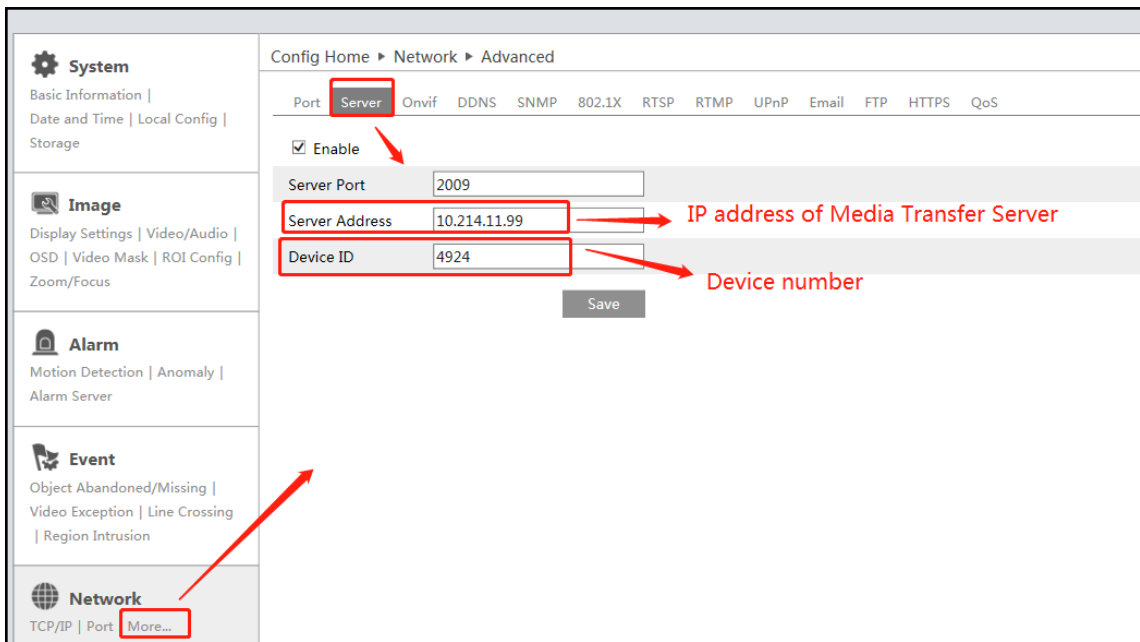 System
Basic Information |
Date and Time | Local Config |
Storage
Image
Display Settings | Video/Audio |
OSD | Video Mask | ROI Config |
Zoom/Focus
Alarm
Motion Detection | Anomaly |
Alarm Server
Event
Object Abandoned/Missing |
Video Exception | Line Crossing
| Region Intrusion
Network
TCP/IP | Port | More...
Config Home ▸ Network ▸ Advanced
Port Server Onvif DDNS SNMP 802.1X RTSP RTMP UPnP Email FTP HTTPS QoS
Enable
Server Port 2009
Server Address 10.214.11.99 IP address of Media Transfer Server
Device ID 4924
Device number
Save